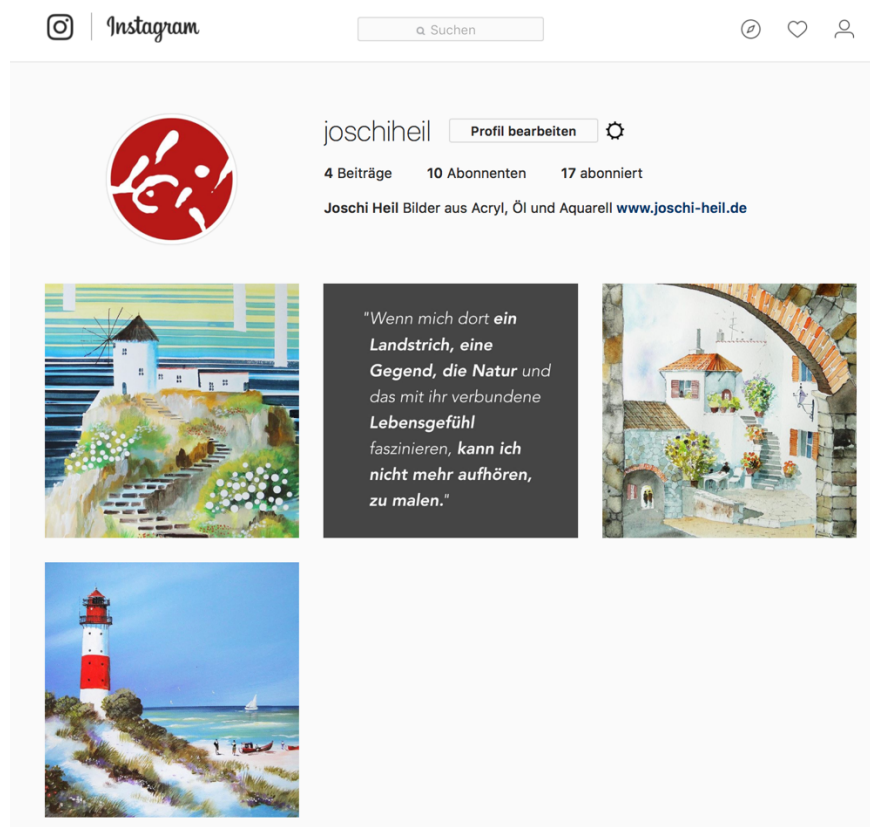 Instagram
Suchen
joschiheil Profil bearbeiten
4 Beiträge 10 Abonnenten 17 abonniert
Joschi Heil Bilder aus Acryl, Öl und Aquarell www.joschi-heil.de
heil
"Wenn mich dort ein
Landstrich, eine
Gegend, die Natur und
das mit ihr verbundene
Lebensgefühl
faszinieren, kann ich
nicht mehr aufhören,
zu malen."